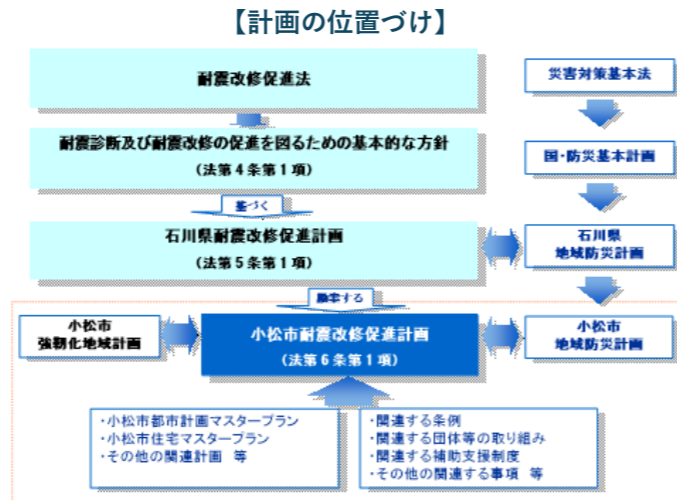 【計画の位置づけ】
耐震改修促進法
災害対策基本法
耐震診断及び耐震改修の促進を図るための基本的な方針
(法第4条第1項)
国・防災基本計画
基づく
石川県耐震改修促進計画
(法第5条第1項)
石川県
地域防災計画
勘案する
小松市
強靭化地域計画
小松市耐震改修促進計画
(法第6条第1項)
小松市
地域防災計画
・小松市都市計画マスタープラン
・小松市住宅マスタープラン
・その他の関連計画 等
・関連する条例
・関連する団体等の取り組み
・関連する補助支援制度
・その他の関連する事項 等